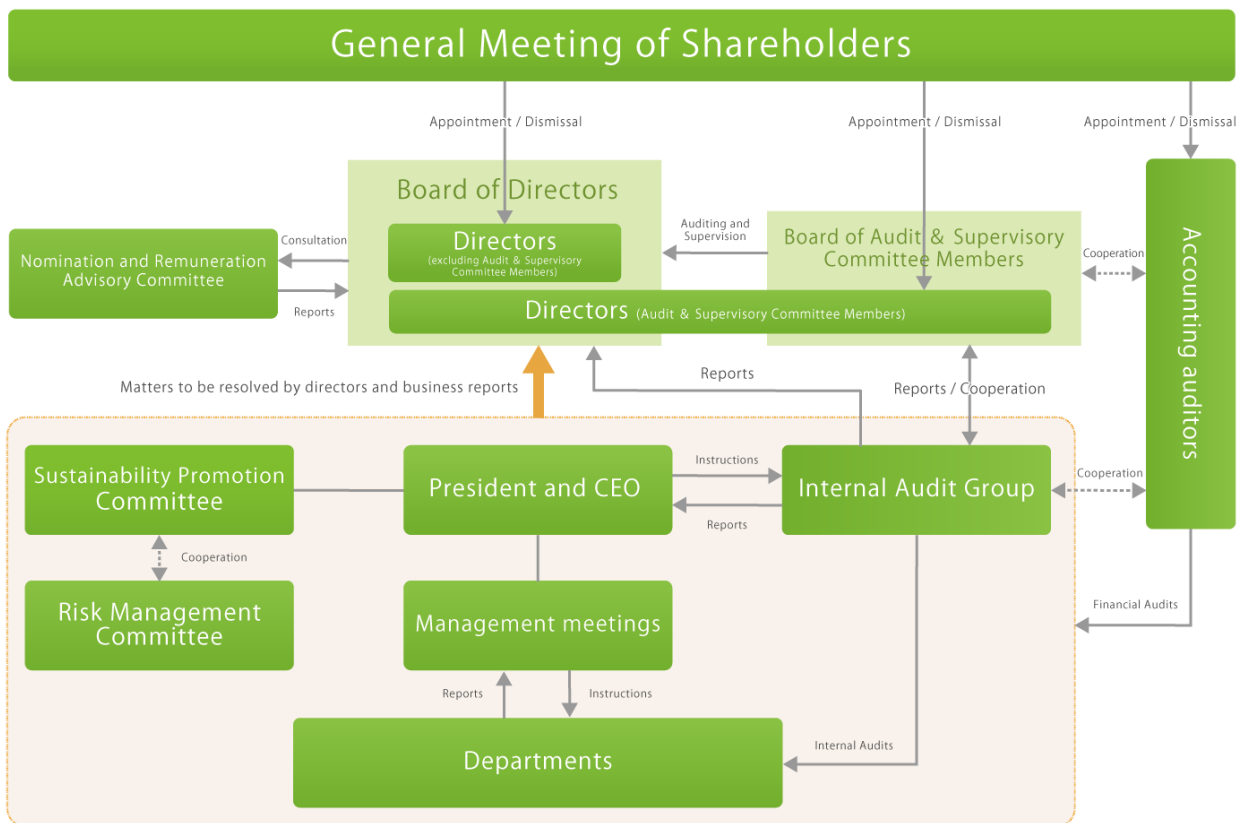 General Meeting of Shareholders
Appointment / Dismissal
Appointment / Dismissal
Appointment / Dismissal
Board of Directors
Directors
(excluding Audit & Supervisory
Committee Members)
Auditing and
Supervision
Board of Audit & Supervisory
Committee Members
Cooperation
Accounting auditors
Consultation
Nomination and Remuneration
Advisory Committee
Reports
Directors (Audit & Supervisory Committee Members)
Matters to be resolved by directors and business reports
Reports
Reports / Cooperation
Sustainability Promotion
Committee
President and CEO
Instructions
Reports
Internal Audit Group
Cooperation
Cooperation
Risk Management
Committee
Management meetings
Financial Audits
Reports
Instructions
Departments
Internal Audits